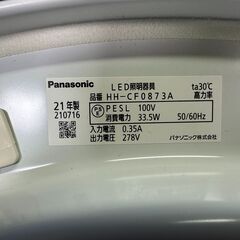 Panasonic LED照明器具 ta30℃
品番 HH-CF0873A 高力率
21年製
210716
PSE PESL 100V
消費電力 33.5W 50/60Hz
入力電流 0.35A
出力電圧 278V
パナソニック株式会社